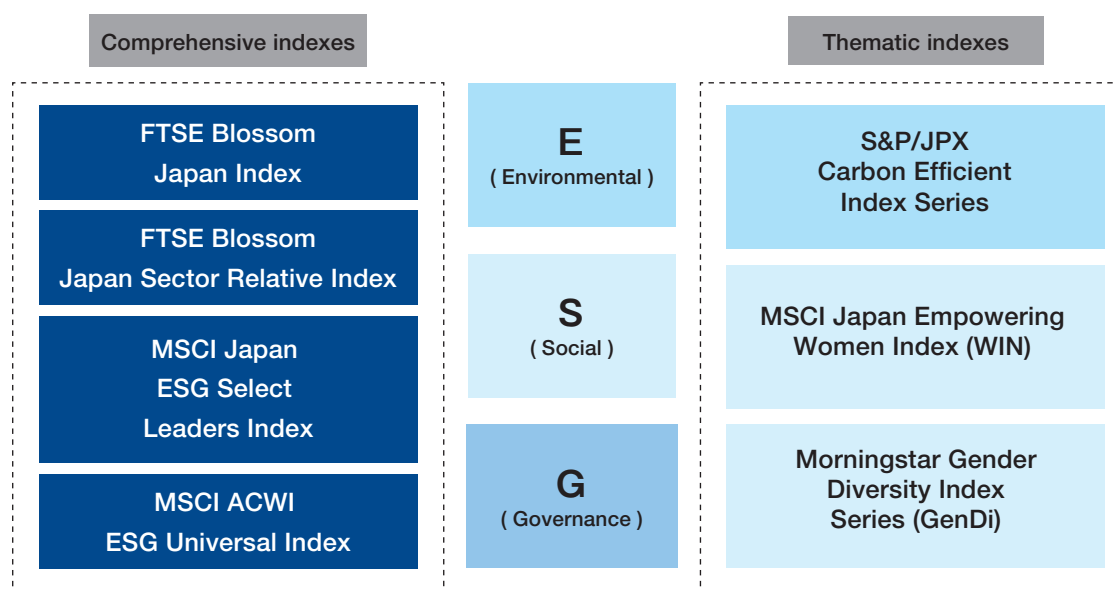 Comprehensive indexes
FTSE Blossom
Japan Index
FTSE Blossom
Japan Sector Relative Index
MSCI Japan
ESG Select
Leaders Index
MSCI ACWI
ESG Universal Index
E
( Environmental )
S
( Social )
G
( Governance )
Thematic indexes
S&P/JPX
Carbon Efficient
Index Series
MSCI Japan Empowering
Women Index (WIN)
Morningstar Gender
Diversity Index
Series (GenDi)